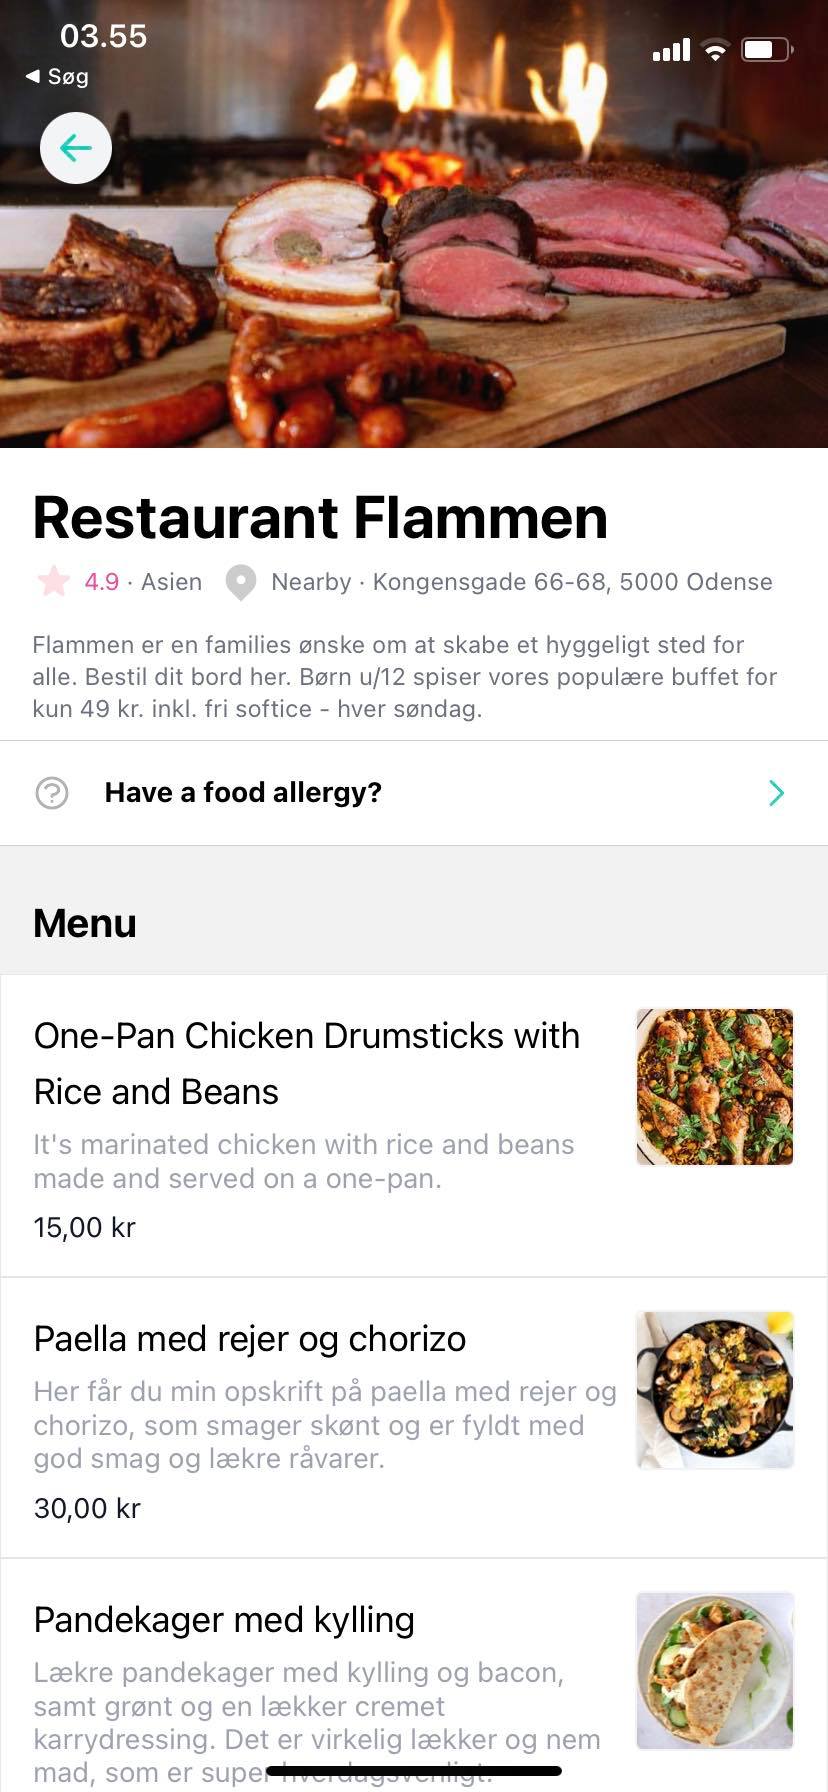 03.55
◀ Søg
Restaurant Flammen
4.9 · Asien Nearby · Kongensgade 66-68, 5000 Odense
Flammen er en families ønske om at skabe et hyggeligt sted for
alle. Bestil dit bord her. Børn u/12 spiser vores populære buffet for
kun 49 kr. inkl. fri softice - hver søndag.
Have a food allergy?
Menu
One-Pan Chicken Drumsticks with
Rice and Beans
It's marinated chicken with rice and beans
made and served on a one-pan.
15,00 kr
Paella med rejer og chorizo
Her får du min opskrift på paella med rejer og
chorizo, som smager skønt og er fyldt med
god smag og lækre råvarer.
30,00 kr
Pandekager med kylling
Lækre pandekager med kylling og bacon,
samt grønt og en lækker cremet
karrydressing. Det er virkelig lækker og nem
mad, som er super hverdagsvenligt.